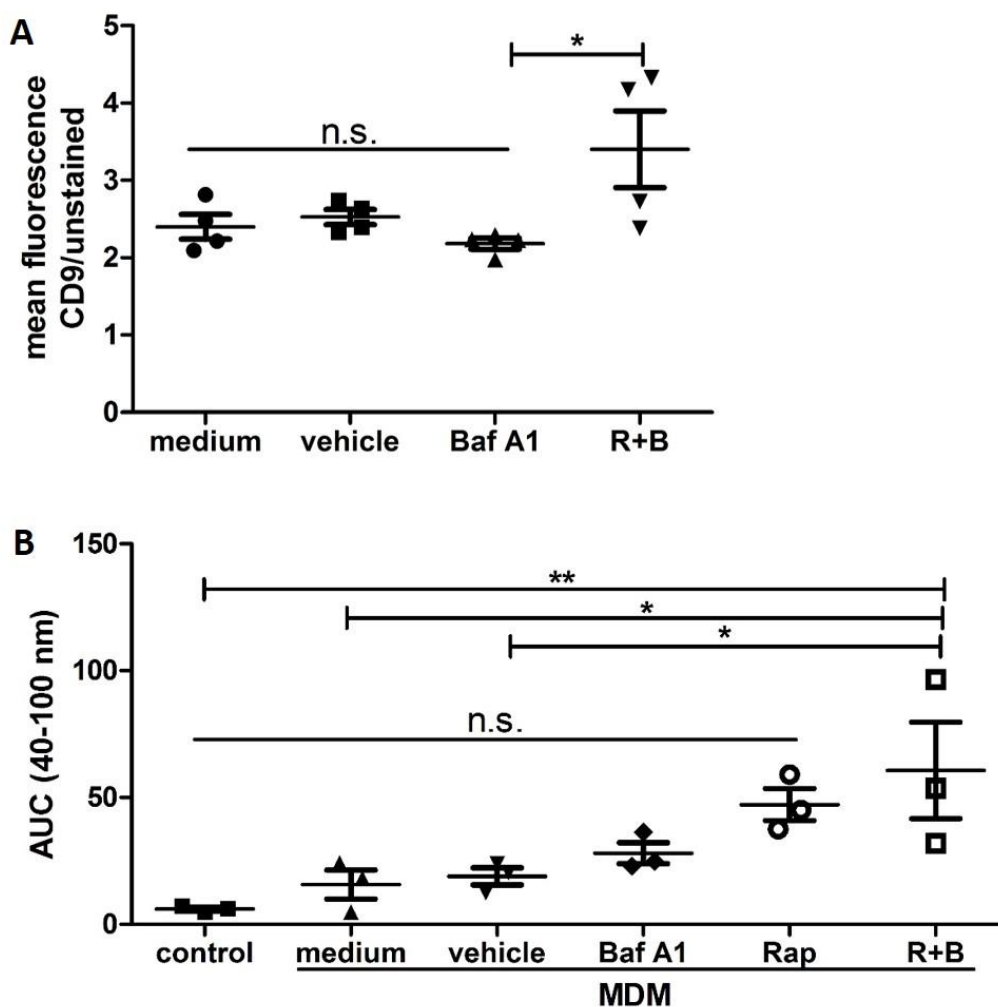 A
mean fluorescence
CD9/unstained
5
4
3
2
1
0
n.s.
*
medium vehicle Baf A1 R+B
B
AUC (40-100 nm)
150
100
50
0
**
*
*
n.s.
control medium vehicle Baf A1 Rap R+B
MDM